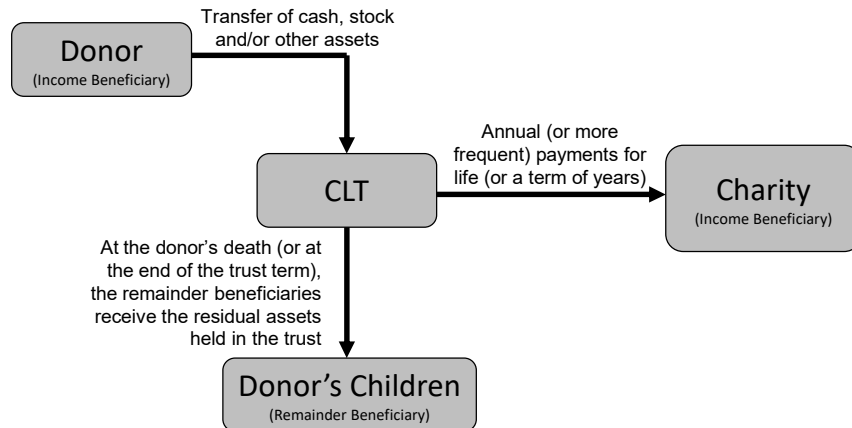 Transfer of cash, stock
and/or other assets
Donor
(Income Beneficiary)
Annual (or more
frequent) payments for
life (or a term of years)
CLT
Charity
(Income Beneficiary)
At the donor’s death (or at
the end of the trust term),
the remainder beneficiaries
receive the residual assets
held in the trust
Donor’s Children
(Remainder Beneficiary)